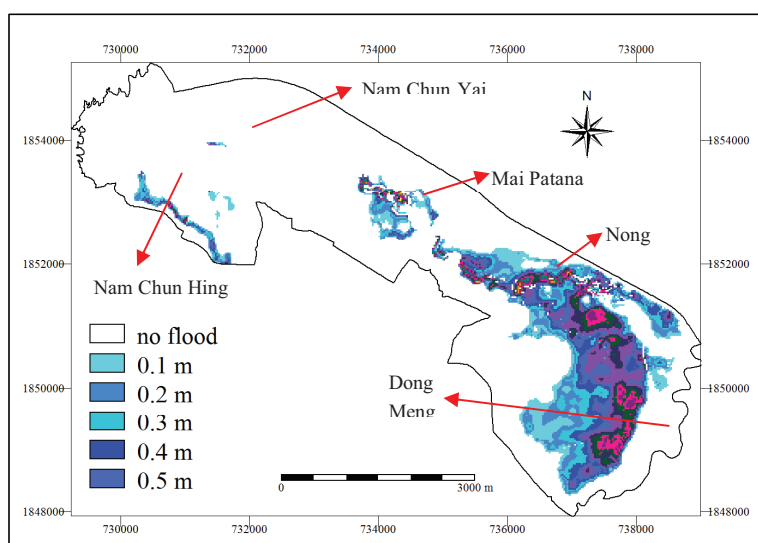 730000 732000 734000 736000 738000
Nam Chun Yai
N
1854000 1854000
Mai Patana
Nong
1852000 1852000
Nam Chun Hing
no flood
0.1 m
0.2 m
0.3 m
0.4 m
0.5 m
1850000 1850000
Dong
Meng
0 3000 m
1848000 1848000
730000 732000 734000 736000 738000